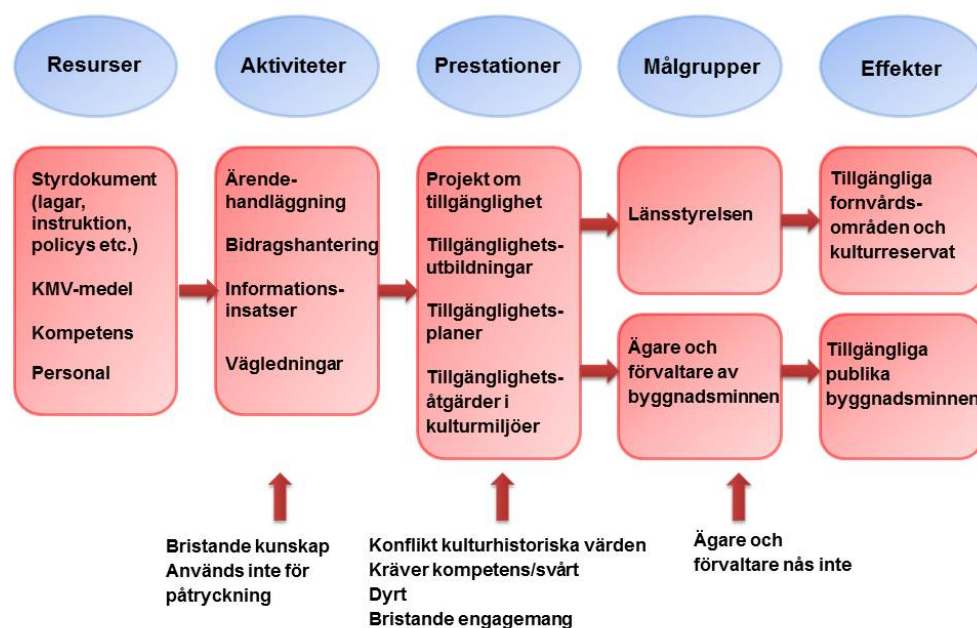 Resurser
Aktiviteter
Prestationer
Målgrupper
Effekter
Styrdokument
(lagar,
instruktion,
policys etc.)
KMV-medel
Kompetens
Personal
Ärende-
handläggning
Bidragshantering
Informations-
insatser
Vägledningar
Projekt om
tillgänglighet
Tillgänglighets-
utbildningar
Tillgänglighets-
planer
Tillgänglighets-
åtgärder i
kulturmiljöer
Länsstyrelsen
Ägare och
förvaltare av
byggnadsminnen
Tillgängliga
fornvårds-
områden och
kulturreservat
Tillgängliga
publika
byggnadsminnen
Bristande kunskap
Används inte för
påtryckning
Konflikt kulturhistoriska värden
Kräver kompetens/svårt
Dyrt
Bristande engagemang
Ägare och
förvaltare nås inte